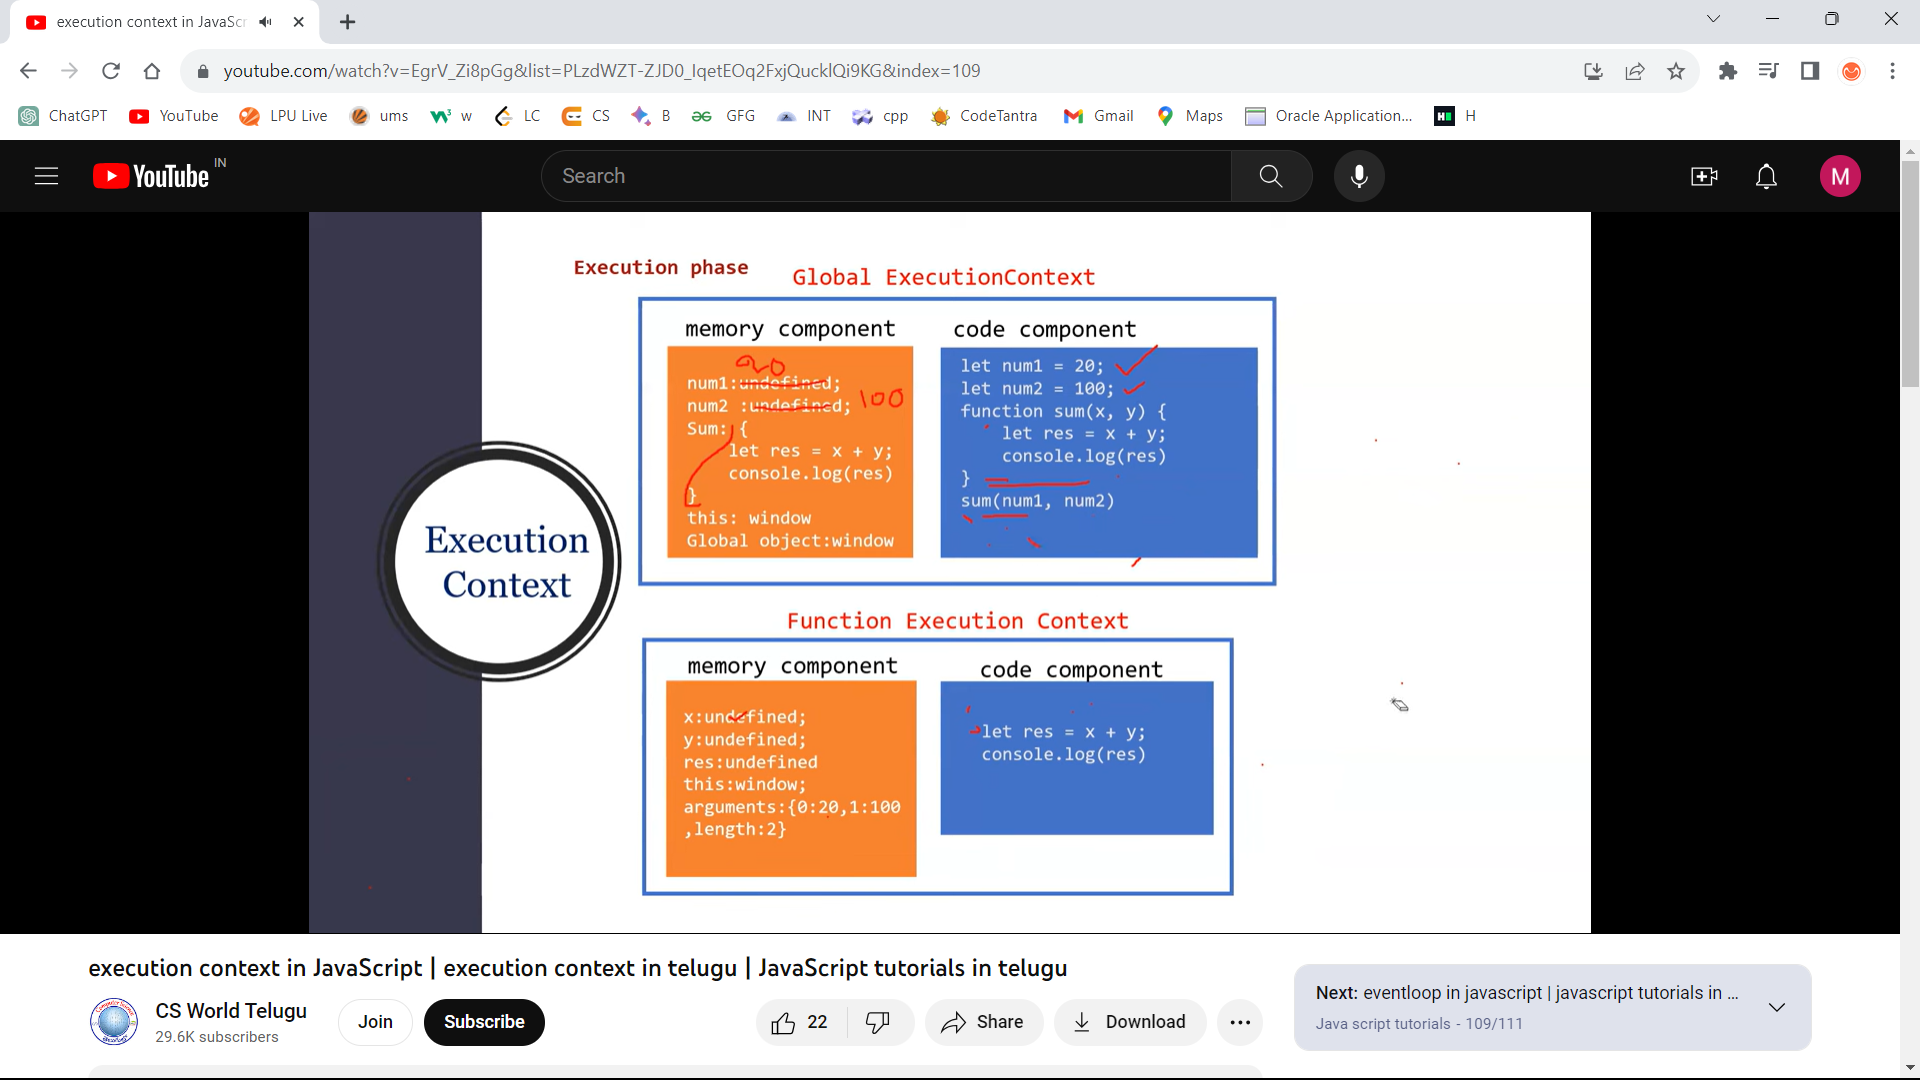 execution context in JavaScr
youtube.com/watch?v=EgrV_Zi8pGg&list=PLzdWZT-ZJD0_IqetEOq2FxjQucklQi9KG&index=109
ChatGPT YouTube LPU Live ums w LC CS B GFG INT cpp CodeTantra Gmail Maps Oracle Application... H
YouTube IN
Search
M
Execution phase
Global ExecutionContext
memory component
20
num1:undefined;
num2 :undefined; 100
Sum: {
let res = x + y;
console.log(res)
}
this: window
Global object:window
code component
let num1 = 20;
let num2 = 100;
function sum(x, y) {
let res = x + y;
console.log(res)
}
sum(num1, num2)
Execution
Context
Function Execution Context
memory component
x:undefined;
y:undefined;
res:undefined
this:window;
arguments:{0:20,1:100
,length:2}
code component
let res = x + y;
console.log(res)
execution context in JavaScript | execution context in telugu | JavaScript tutorials in telugu
CS World Telugu
29.6K subscribers
Join
Subscribe
22
Share
Download
Next: eventloop in javascript | javascript tutorials in ...
Java script tutorials - 109/111